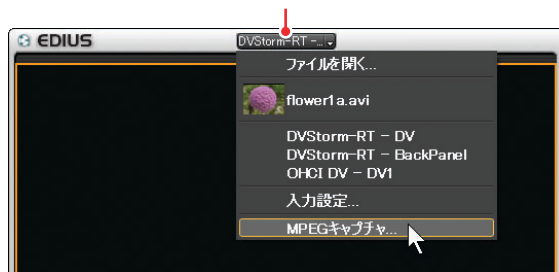 EDIUS
DVStorm-RT -...
ファイルを開く...
flower1a.avi
DVStorm-RT - DV
DVStorm-RT - BackPanel
OHCI DV - DV1
入力設定...
MPEGキャプチャ...